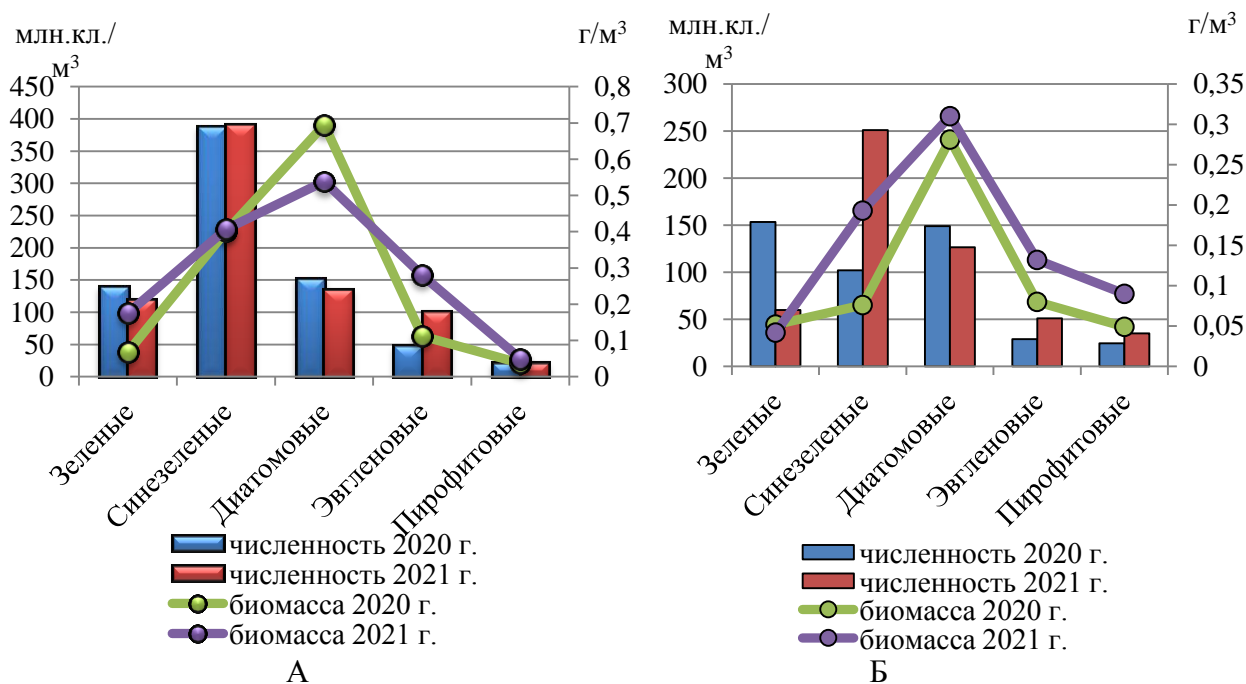 млн.кл./
м³
г/м³
450
400
350
300
250
200
150
100
50
0
0,8
0,7
0,6
0,5
0,4
0,3
0,2
0,1
0
Зеленые
Синезеленые
Диатомовые
Эвгленовые
Пирофитовые
численность 2020 г.
численность 2021 г.
биомасса 2020 г.
биомасса 2021 г.
А
млн.кл./
м³
г/м³
300
250
200
150
100
50
0
0,35
0,3
0,25
0,2
0,15
0,1
0,05
0
Зеленые
Синезеленые
Диатомовые
Эвгленовые
Пирофитовые
численность 2020 г.
численность 2021 г.
биомасса 2020 г.
биомасса 2021 г.
Б